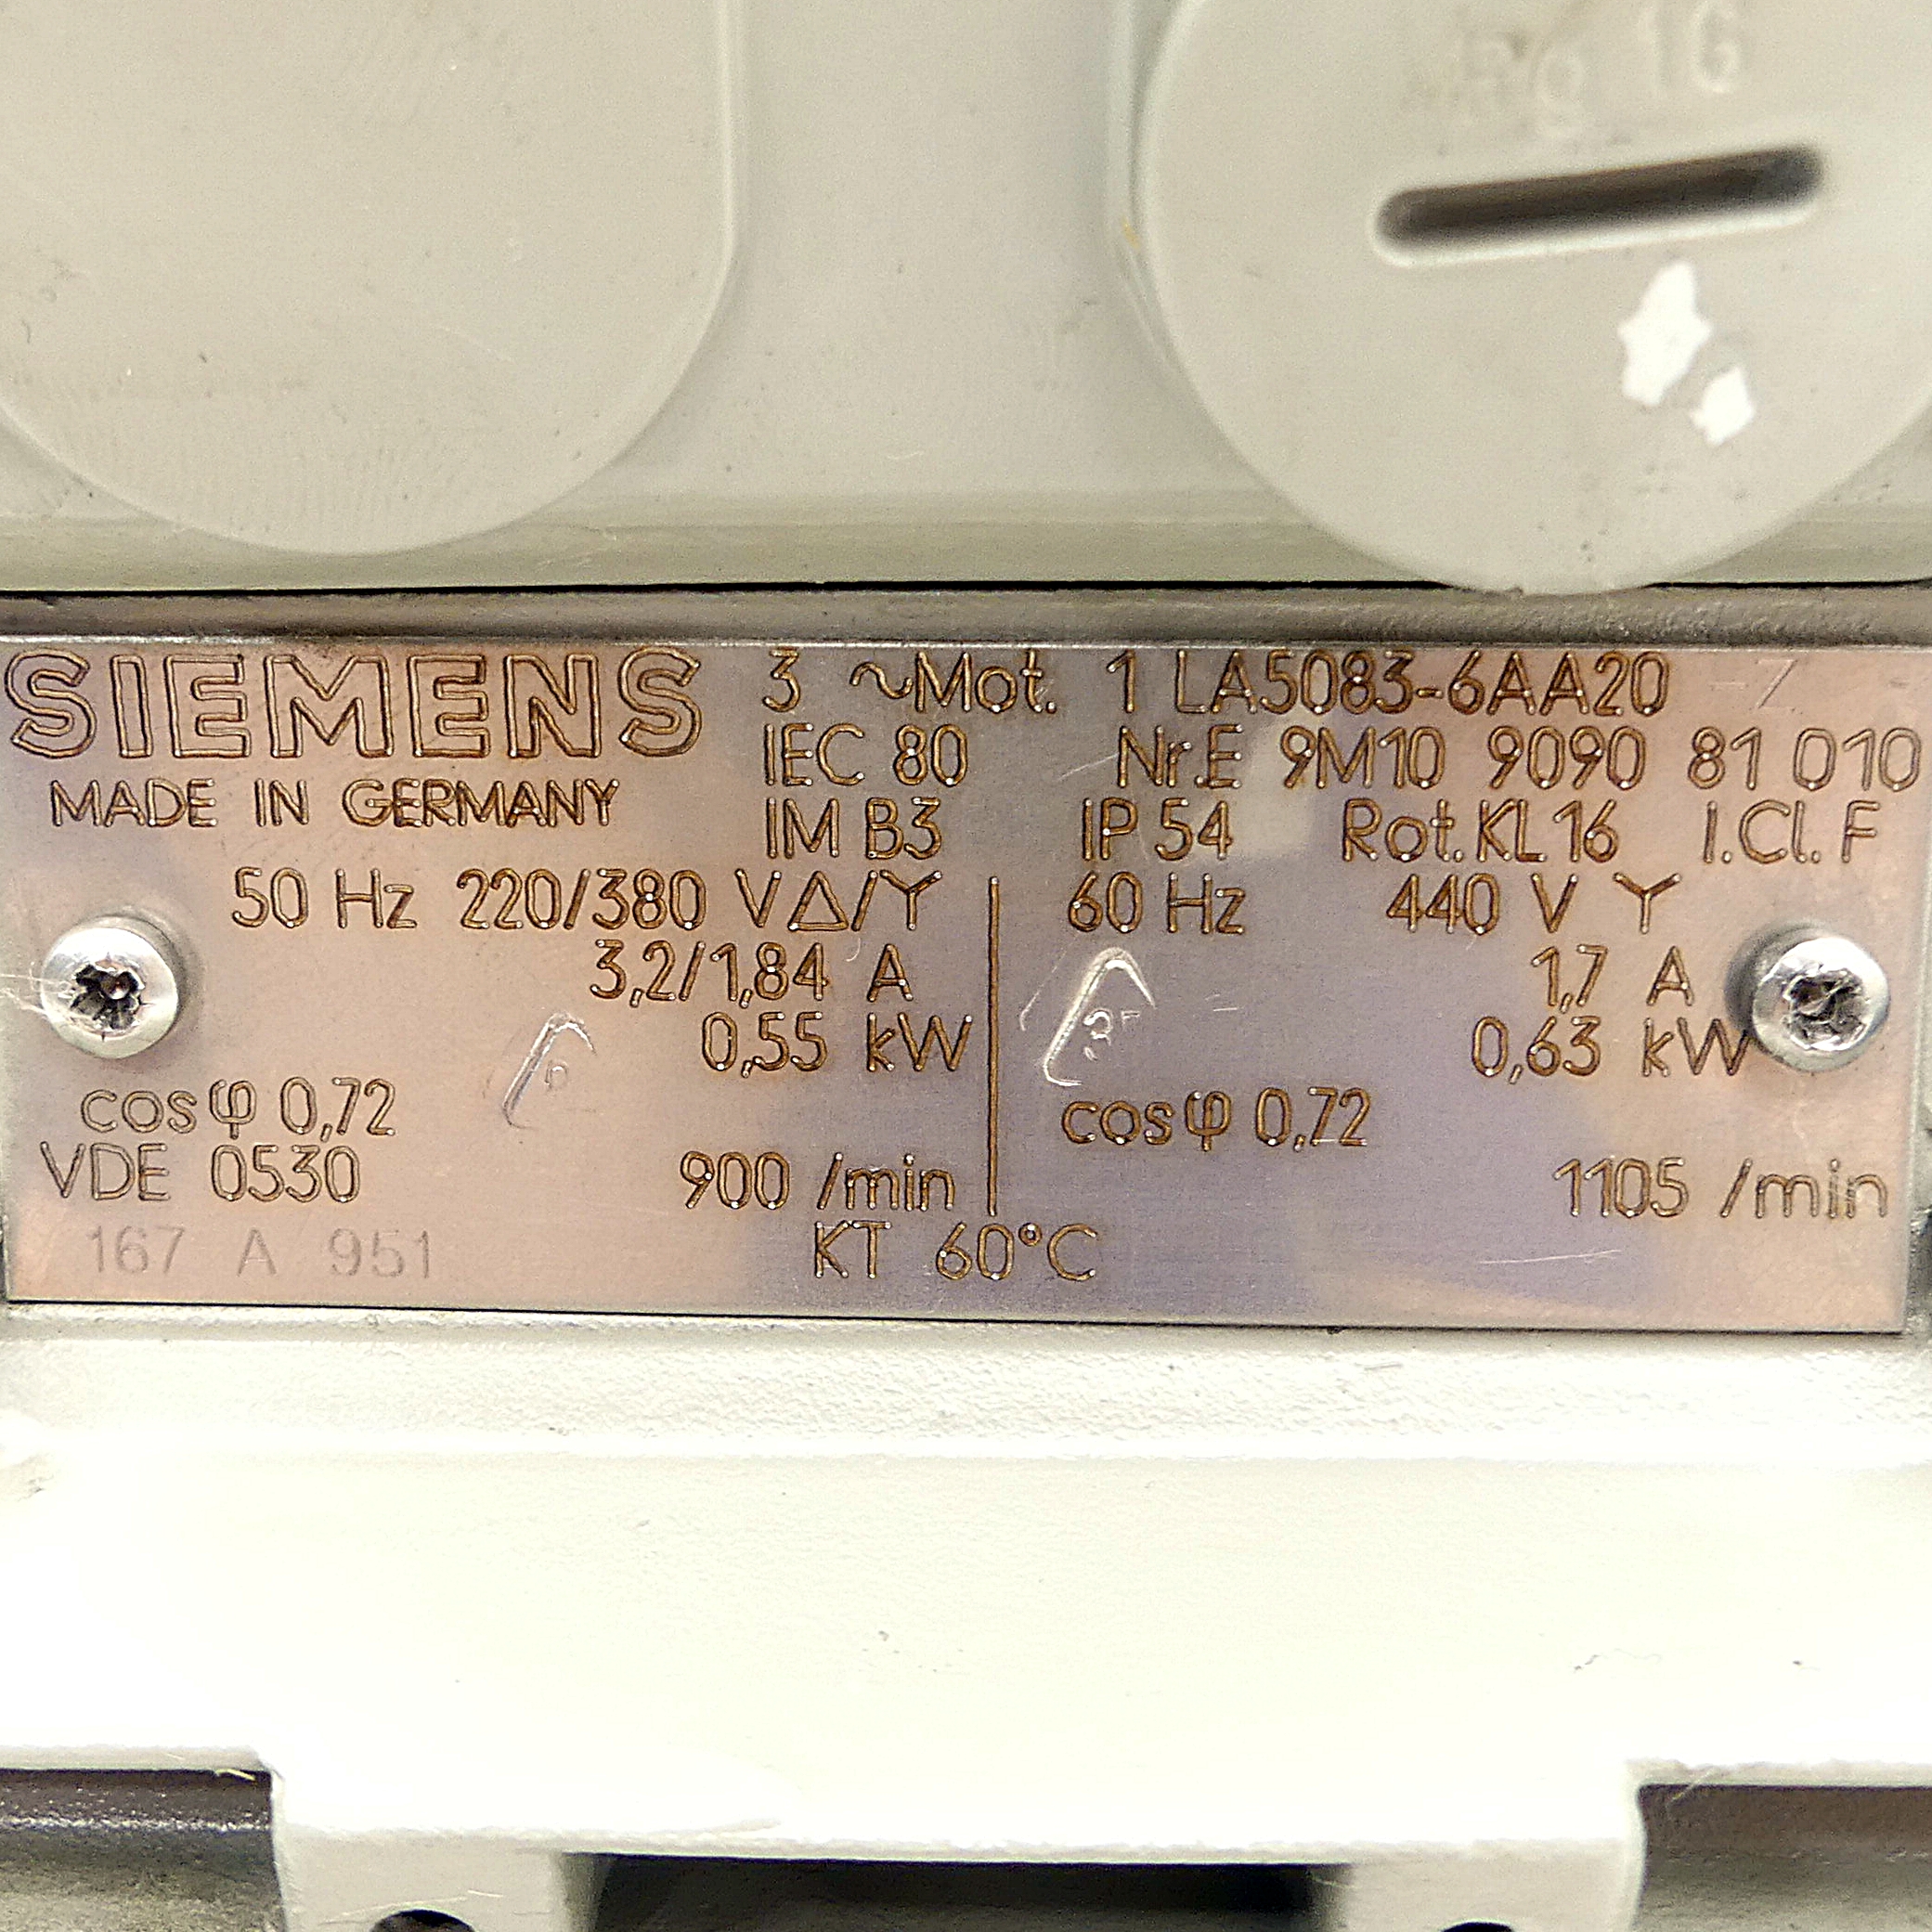 PG 16
SIEMENS
MADE IN GERMANY
3 ~Mot. 1 LA5083-6AA20 -Z
IEC 80 Nr.E 9M10 9090 81 010
IM B3 IP 54 Rot.KL 16 I.Cl. F
50 Hz 220/380 V Δ/Y 60 Hz 440 V Y
3,2/1,84 A 1,7 A
0,55 kW 0,63 kW
cosφ 0,72 cosφ 0,72
VDE 0530 900 /min 1105 /min
167 A 951 KT 60°C